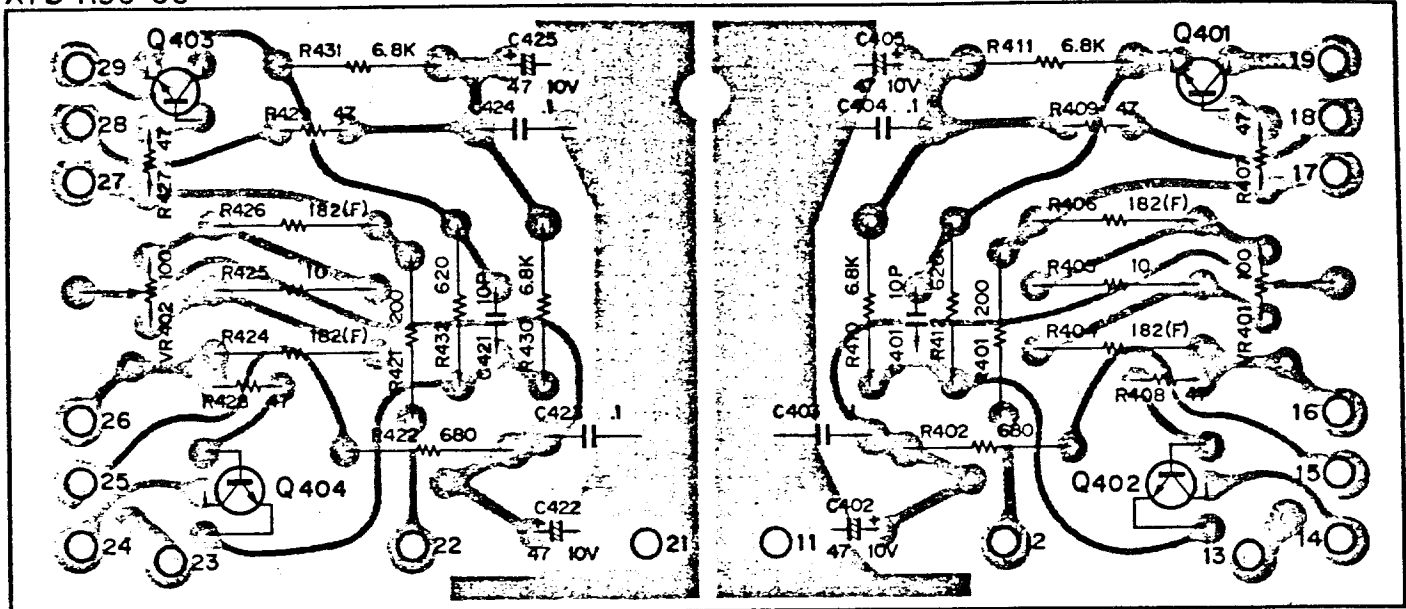 Q403
R431 6.8K
C425
47 10V
C405
47 10V
R411 6.8K
Q401
29
19
28
C424 .1
C404 .1
R409 47
18
R429 47
47
R427
47
R407
27
17
R426 182(F)
R406 182(F)
100
VR402
R425 10
200
R421
620
R432
10P
C421
6.8K
R430
6.8K
R410
10P
C401
620
R412
200
R401
R405 10
100
VR401
R424 182(F)
R404 182(F)
R428 47
R408 47
26
16
C423 .1
C403 .1
R422 680
R402 680
25
Q404
Q402
15
C422
47 10V
C402
47 10V
24
23
22
21
11
13
14